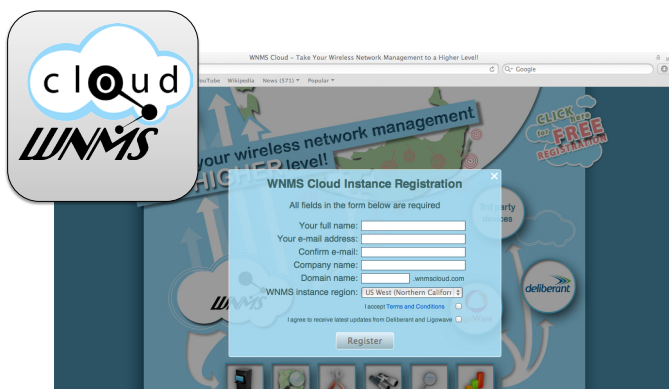 cloud
WNMS
WNMS Cloud – Take Your Wireless Network Management to a Higher Level!
Google
YouTube Wikipedia News (571) Popular
your wireless network management
HIGHER level!
CLICK
here
for FREE
REGISTRATION
WNMS Cloud Instance Registration
All fields in the form below are required
3rd party
Your full name:
Your e-mail address:
Confirm e-mail:
Company name:
Domain name: .wnmscloud.com
WNMS instance region: US West (Northern Californi
deliberant
WNMS
I accept Terms and Conditions
I agree to receive latest updates from Deliberant and Ligowave
Register